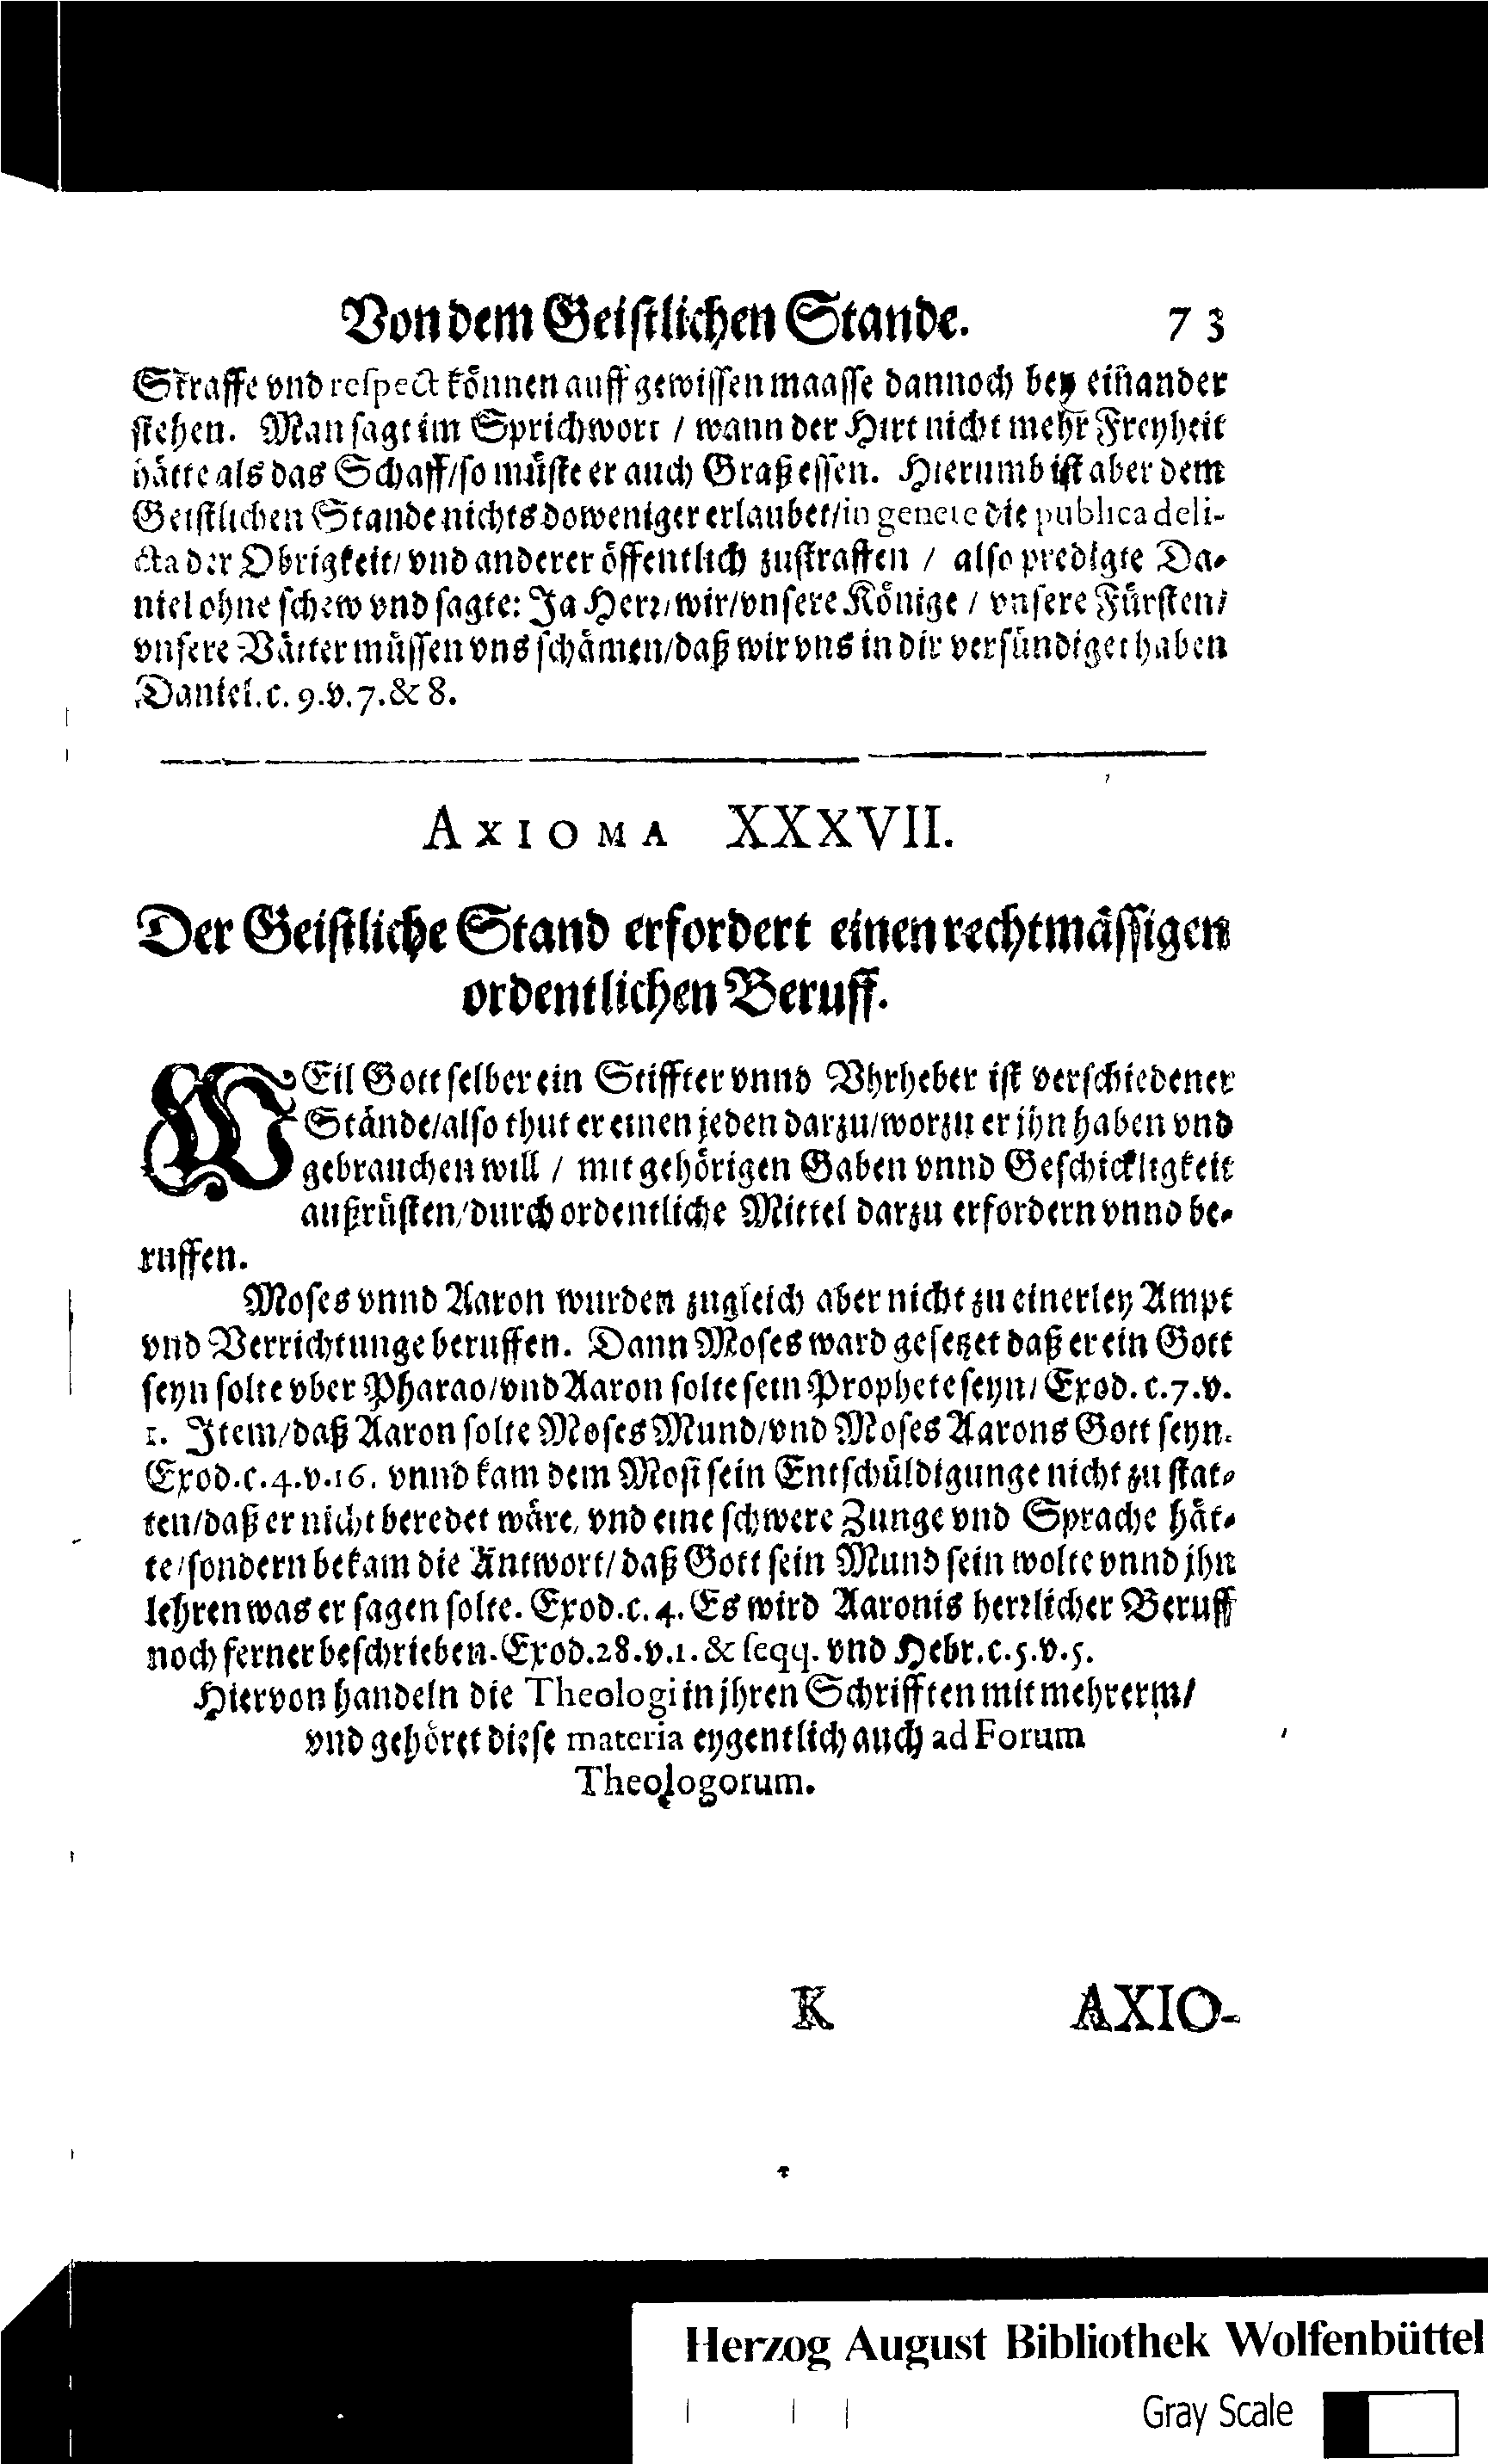 Von dem Geistlichen Stande. 73
Straffe vnd respect können auff gewissen maasse dannoch bey einander
stehen. Man sagt im Sprichwort / wann der Hirt nicht mehr Freyheit
hätte als das Schaff/so müste er auch Graß essen. Hierumb ist aber dem
Geistlichen Stande nichts doweniger erlaubet/in genere die publica deli-
cta der Obrigkeit/ vnd anderer öffentlich zustraffen / also predigte Da-
niel ohne schew vnd sagte: Ja Herr/wir/vnsere Könige / vnsere Fürsten/
vnsere Vätter müssen vns schämen/daß wir vns in dir versündiget haben
Daniel.c. 9.v.7.& 8.
AXIOMA XXXVII.
Der Geistliche Stand erfordert einen rechtmässigen
ordentlichen Beruff.
WEil Gott selber ein Stiffter vnnd Vhrheber ist verschiedener
Stände/also thut er einen jeden darzu/worzu er jhn haben vnd
gebrauchen will / mit gehörigen Gaben vnnd Geschickligkeit
außrüsten/durch ordentliche Mittel darzu erfordern vnnd be-
ruffen.
Moses vnnd Aaron wurden zugleich aber nicht zu einerley Ampt
vnd Verrichtunge beruffen. Dann Moses ward gesetzet daß er ein Gott
seyn solte vber Pharao/vnd Aaron solte sein Prophete seyn/ Exod. c.7.v.
1. Item/daß Aaron solte Moses Mund/vnd Moses Aarons Gott seyn.
Exod.c.4.v.16. vnnd kam dem Mosi sein Entschüldigunge nicht zu stat-
ten/daß er nicht beredet wäre, vnd eine schwere Zunge vnd Sprache hät-
te/sondern bekam die Antwort/daß Gott sein Mund sein wolte vnnd jhn
lehren was er sagen solte. Exod.c. 4. Es wird Aaronis herrlicher Beruff
noch ferner beschrieben. Exod.28.v.1. & seqq. vnd Hebr.c.5.v.5.
Hiervon handeln die Theologi in jhren Schrifften mit mehrerm/
vnd gehöret diese materia eygentlich auch ad Forum
Theologorum.
K AXIO-
Herzog August Bibliothek Wolfenbüttel
Gray Scale